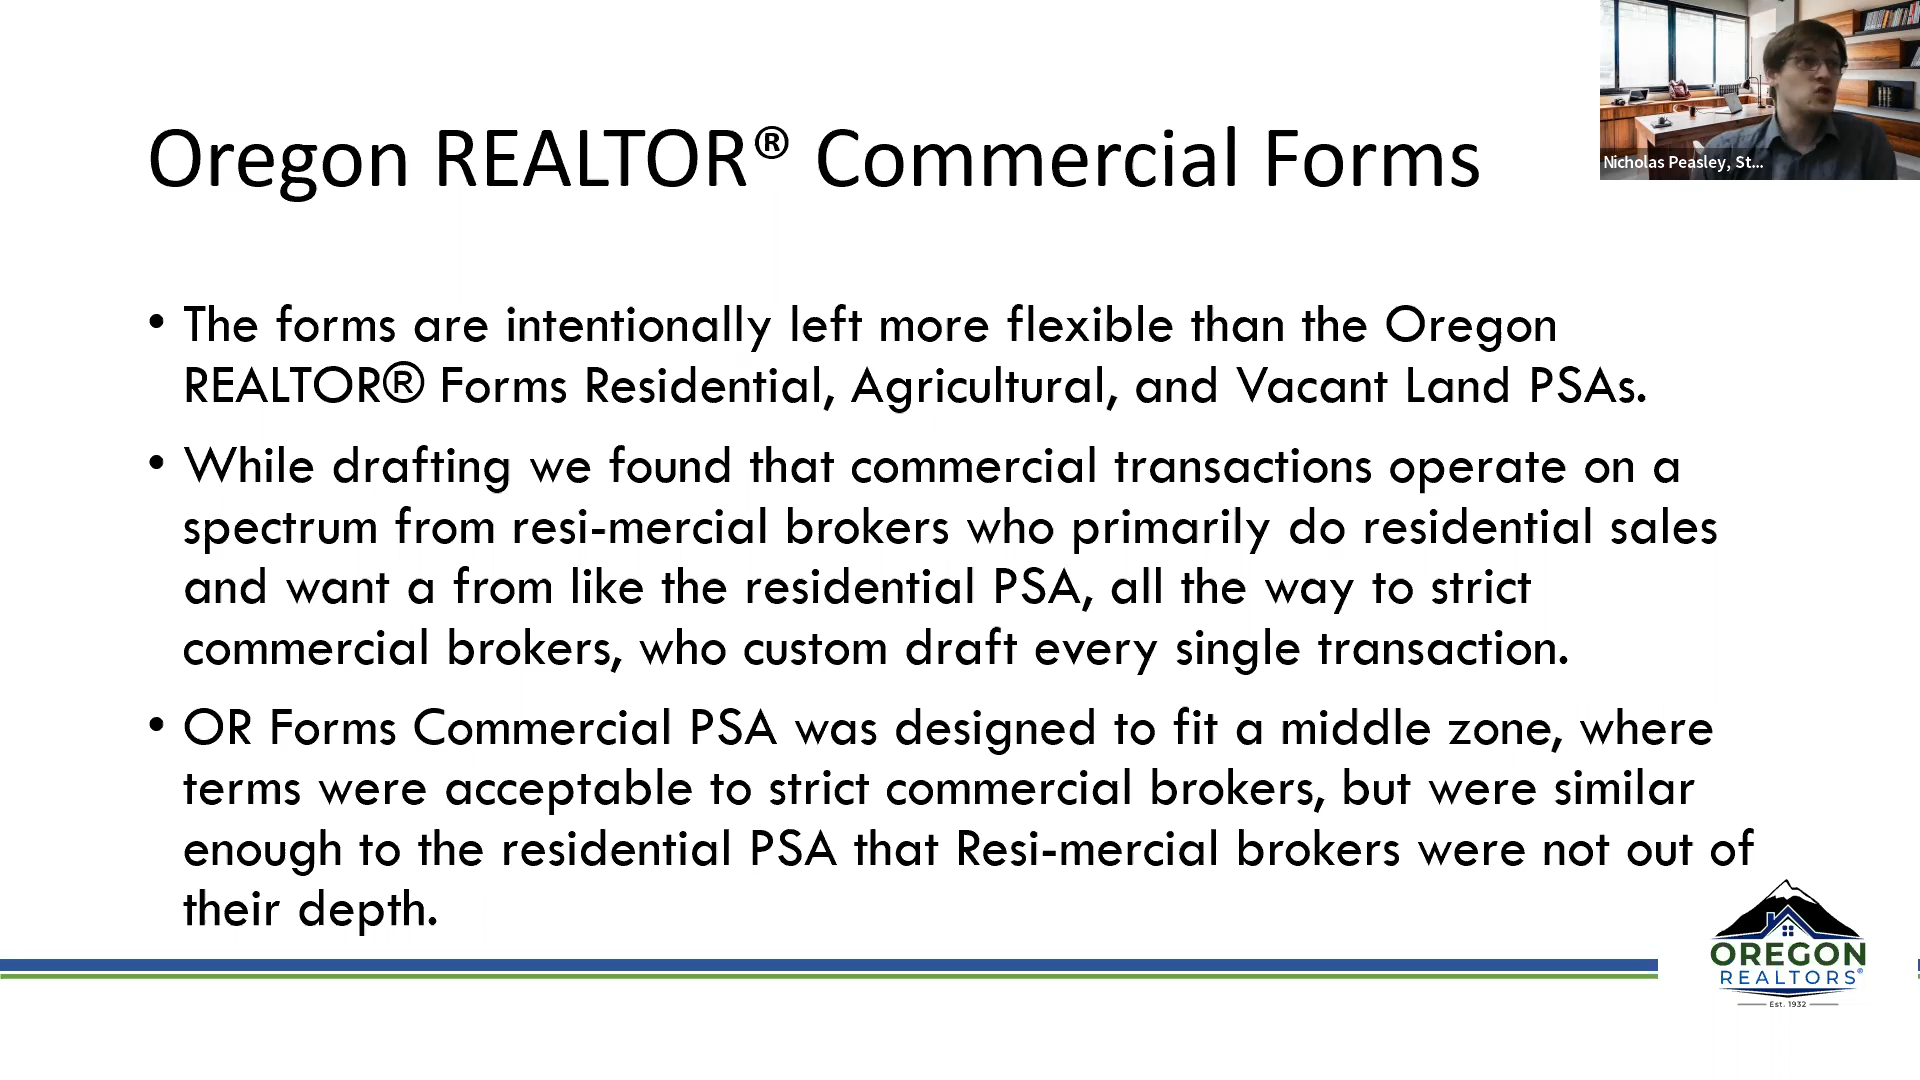 Oregon REALTOR® Commercial Forms
Nicholas Peasley, St...
• The forms are intentionally left more flexible than the Oregon
REALTOR® Forms Residential, Agricultural, and Vacant Land PSAs.
• While drafting we found that commercial transactions operate on a
spectrum from resi-mercial brokers who primarily do residential sales
and want a from like the residential PSA, all the way to strict
commercial brokers, who custom draft every single transaction.
• OR Forms Commercial PSA was designed to fit a middle zone, where
terms were acceptable to strict commercial brokers, but were similar
enough to the residential PSA that Resi-mercial brokers were not out of
their depth.
OREGON
REALTORS®
Est. 1932